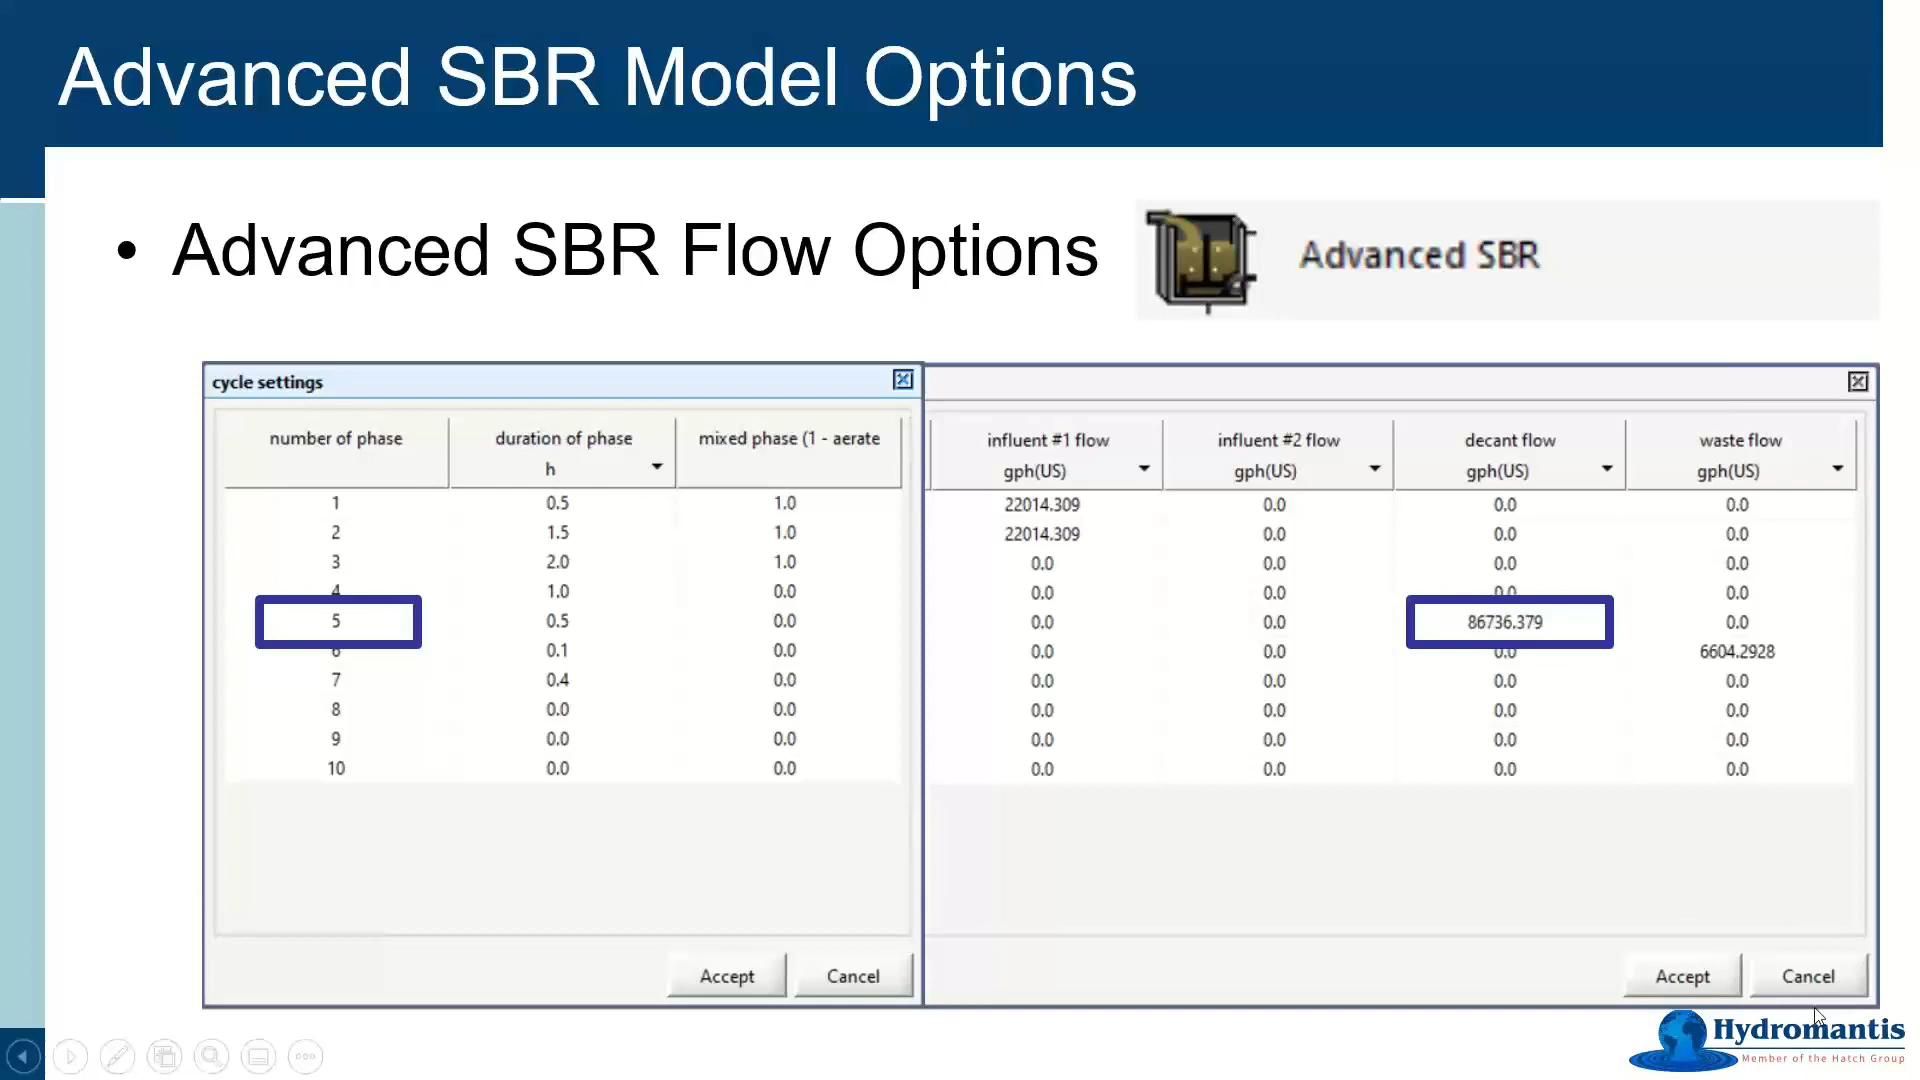 Advanced SBR Model Options
• Advanced SBR Flow Options
Advanced SBR
cycle settings
number of phase duration of phase mixed phase (1 - aerate
h
1 0.5 1.0
2 1.5 1.0
3 2.0 1.0
4 1.0 0.0
5 0.5 0.0
6 0.1 0.0
7 0.4 0.0
8 0.0 0.0
9 0.0 0.0
10 0.0 0.0
Accept Cancel
influent #1 flow influent #2 flow decant flow waste flow
gph(US) gph(US) gph(US) gph(US)
22014.309 0.0 0.0 0.0
22014.309 0.0 0.0 0.0
0.0 0.0 0.0 0.0
0.0 0.0 0.0 0.0
0.0 0.0 86736.379 0.0
0.0 0.0 0.0 6604.2928
0.0 0.0 0.0 0.0
0.0 0.0 0.0 0.0
0.0 0.0 0.0 0.0
0.0 0.0 0.0 0.0
Accept Cancel
Hydromantis
Member of the Hatch Group